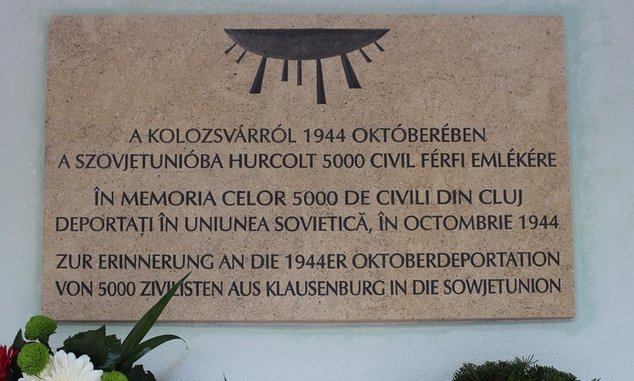 A KOLOZSVÁRRÓL 1944 OKTÓBERÉBEN
A SZOVJETUNIÓBA HURCOLT 5000 CIVIL FÉRFI EMLÉKÉRE
ÎN MEMORIA CELOR 5000 DE CIVILI DIN CLUJ
DEPORTAȚI ÎN UNIUNEA SOVIETICĂ, ÎN OCTOMBRIE 1944
ZUR ERINNERUNG AN DIE 1944ER OKTOBERDEPORTATION
VON 5000 ZIVILISTEN AUS KLAUSENBURG IN DIE SOWJETUNION